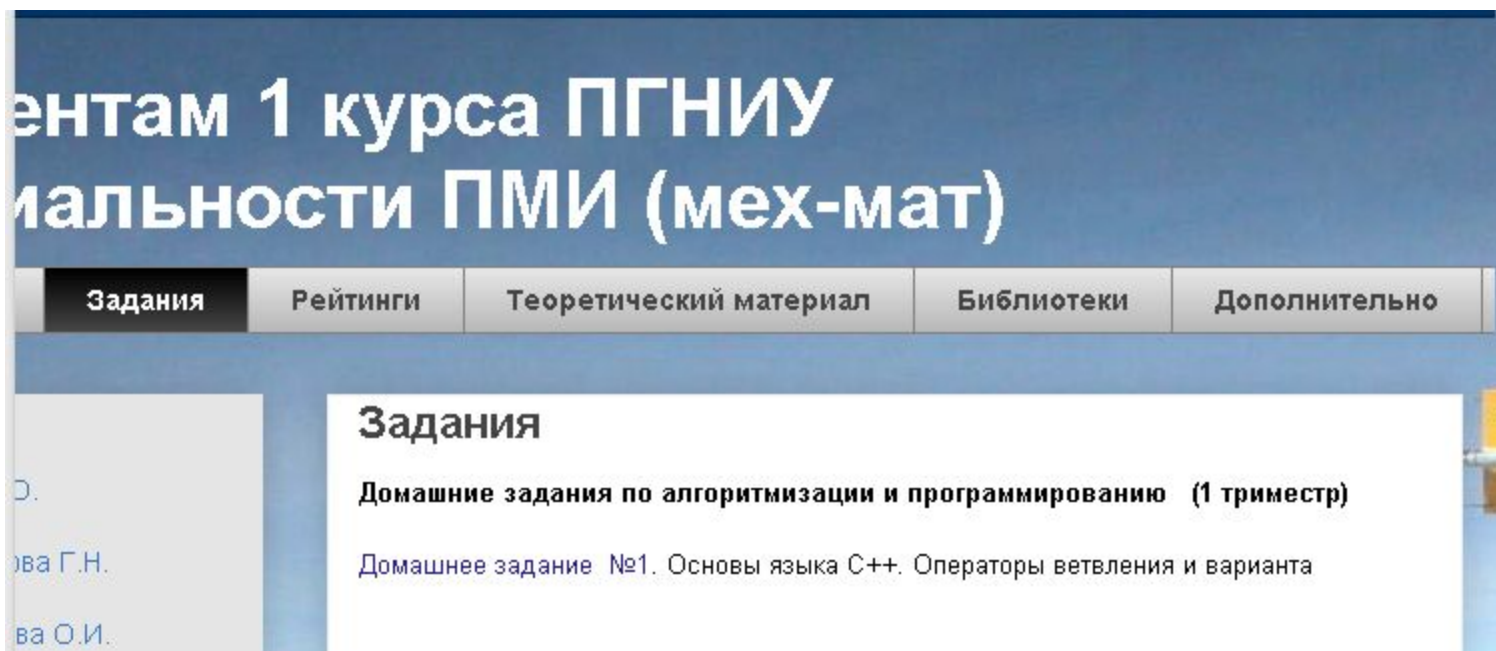 ентам 1 курса ПГНИУ
иальности ПМИ (мех-мат)
Задания Рейтинги Теоретический материал Библиотеки Дополнительно
Задания
Домашние задания по алгоритмизации и программированию (1 триместр)
Домашнее задание №1. Основы языка С++. Операторы ветвления и варианта
О.
ова Г.Н.
ва О.И.